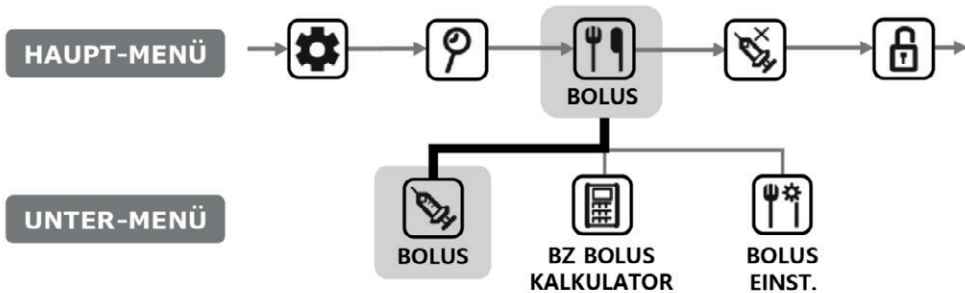 HAUPT-MENÜ
BOLUS
UNTER-MENÜ
BOLUS
BZ BOLUS
KALKULATOR
BOLUS
EINST.